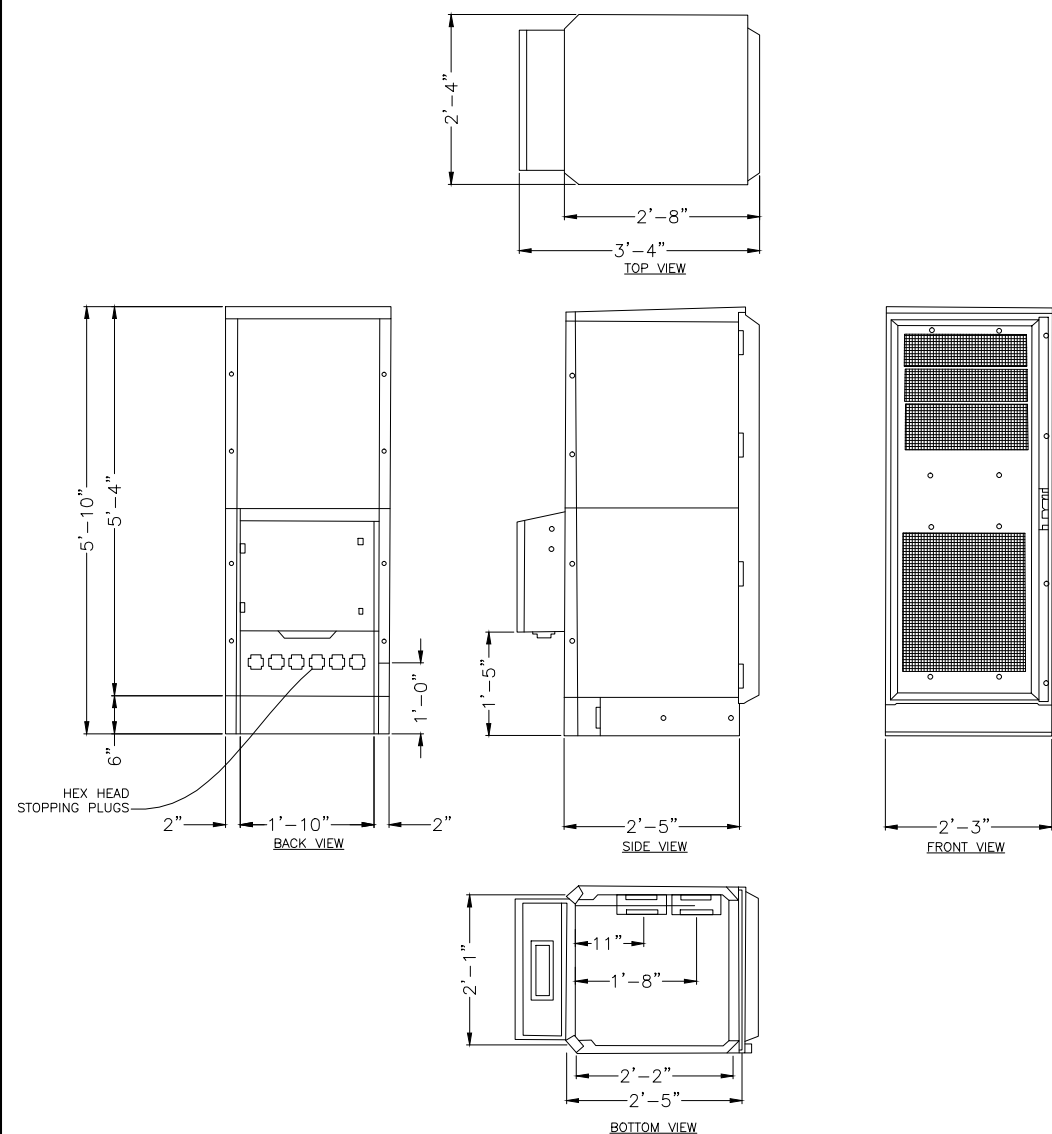 2'-4"
2'-8"
3'-4"
TOP VIEW
5'-10"
5'-4"
1'-0"
6"
HEX HEAD
STOPPING PLUGS
2"
1'-10"
2"
BACK VIEW
1'-5"
2'-5"
SIDE VIEW
2'-3"
FRONT VIEW
2'-1"
11"
1'-8"
2'-2"
2'-5"
BOTTOM VIEW